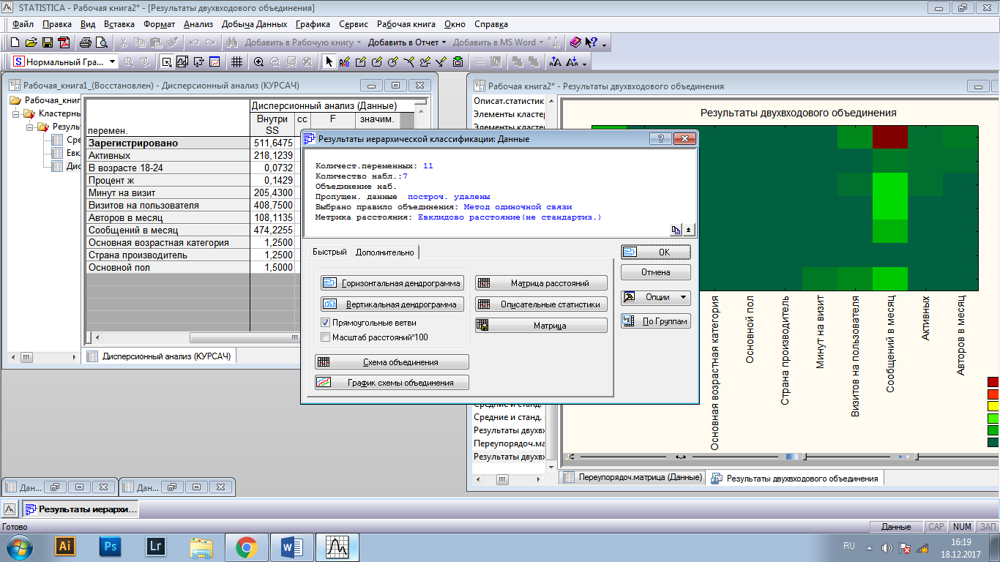 STATISTICA - Рабочая книга2* - [Результаты двухвходового объединения]
Файл Правка Вид Вставка Формат Анализ Добыча Данных Графика Сервис Рабочая книга Окно Справка
Добавить в Рабочую книгу Добавить в Отчет Добавить в MS Word
Нормальный Гра...
Рабочая_книга1_(Восстановлен) - Дисперсионный анализ (КУРСАЧ)
Рабочая_книг
Кластерны
Резуль
Сре
Евк
Дис
Дисперсионный анализ (Данные)
перемен. Внутри SS сс F значим.
Зарегистрировано 511,6475
Активных 218,1239
В возрасте 18-24 0,0732
Процент ж 0,1429
Минут на визит 205,4300
Визитов на пользователя 408,7500
Авторов в месяц 108,1135
Сообщений в месяц 474,2255
Основная возрастная категория 1,2500
Страна производитель 1,2500
Основной пол 1,5000
Дисперсионный анализ (КУРСАЧ)
Рабочая книга2* - Результаты двухвходового объединения
Описат.статистик
Элементы класте
Элементы кластер
Результаты двухвходового объединения
Результаты иерархической классификации: Данные
Количест.переменных: 11
Количество набл.:7
Объединение наб.
Пропущен. данные построч. удалены
Выбрано правило объединения: Метод одиночной связи
Метрика расстояния: Евклидово расстояние(не стандартиз.)
Быстрый Дополнительно
Горизонтальная дендрограмма
Вертикальная дендрограмма
Прямоугольные ветви
Масштаб расстояний*100
Схема объединения
График схемы объединения
Матрица расстояний
Описательные статистики
Матрица
OK
Отмена
Опции
По Группам
Основная возрастная категория
Основной пол
Страна производитель
Минут на визит
Визитов на пользователя
Сообщений в месяц
Активных
Авторов в месяц
Средние и станд.
Средние и станд.
Результаты двухв
Переупорядоч.ма
Результаты двухв
Переупорядоч.матрица (Данные) Результаты двухвходового объединения
Дан... Дан...
Результаты иерархи...
Готово Данные CAP NUM ЗАП
Ai Ps Lr W
RU 16:19
18.12.2017